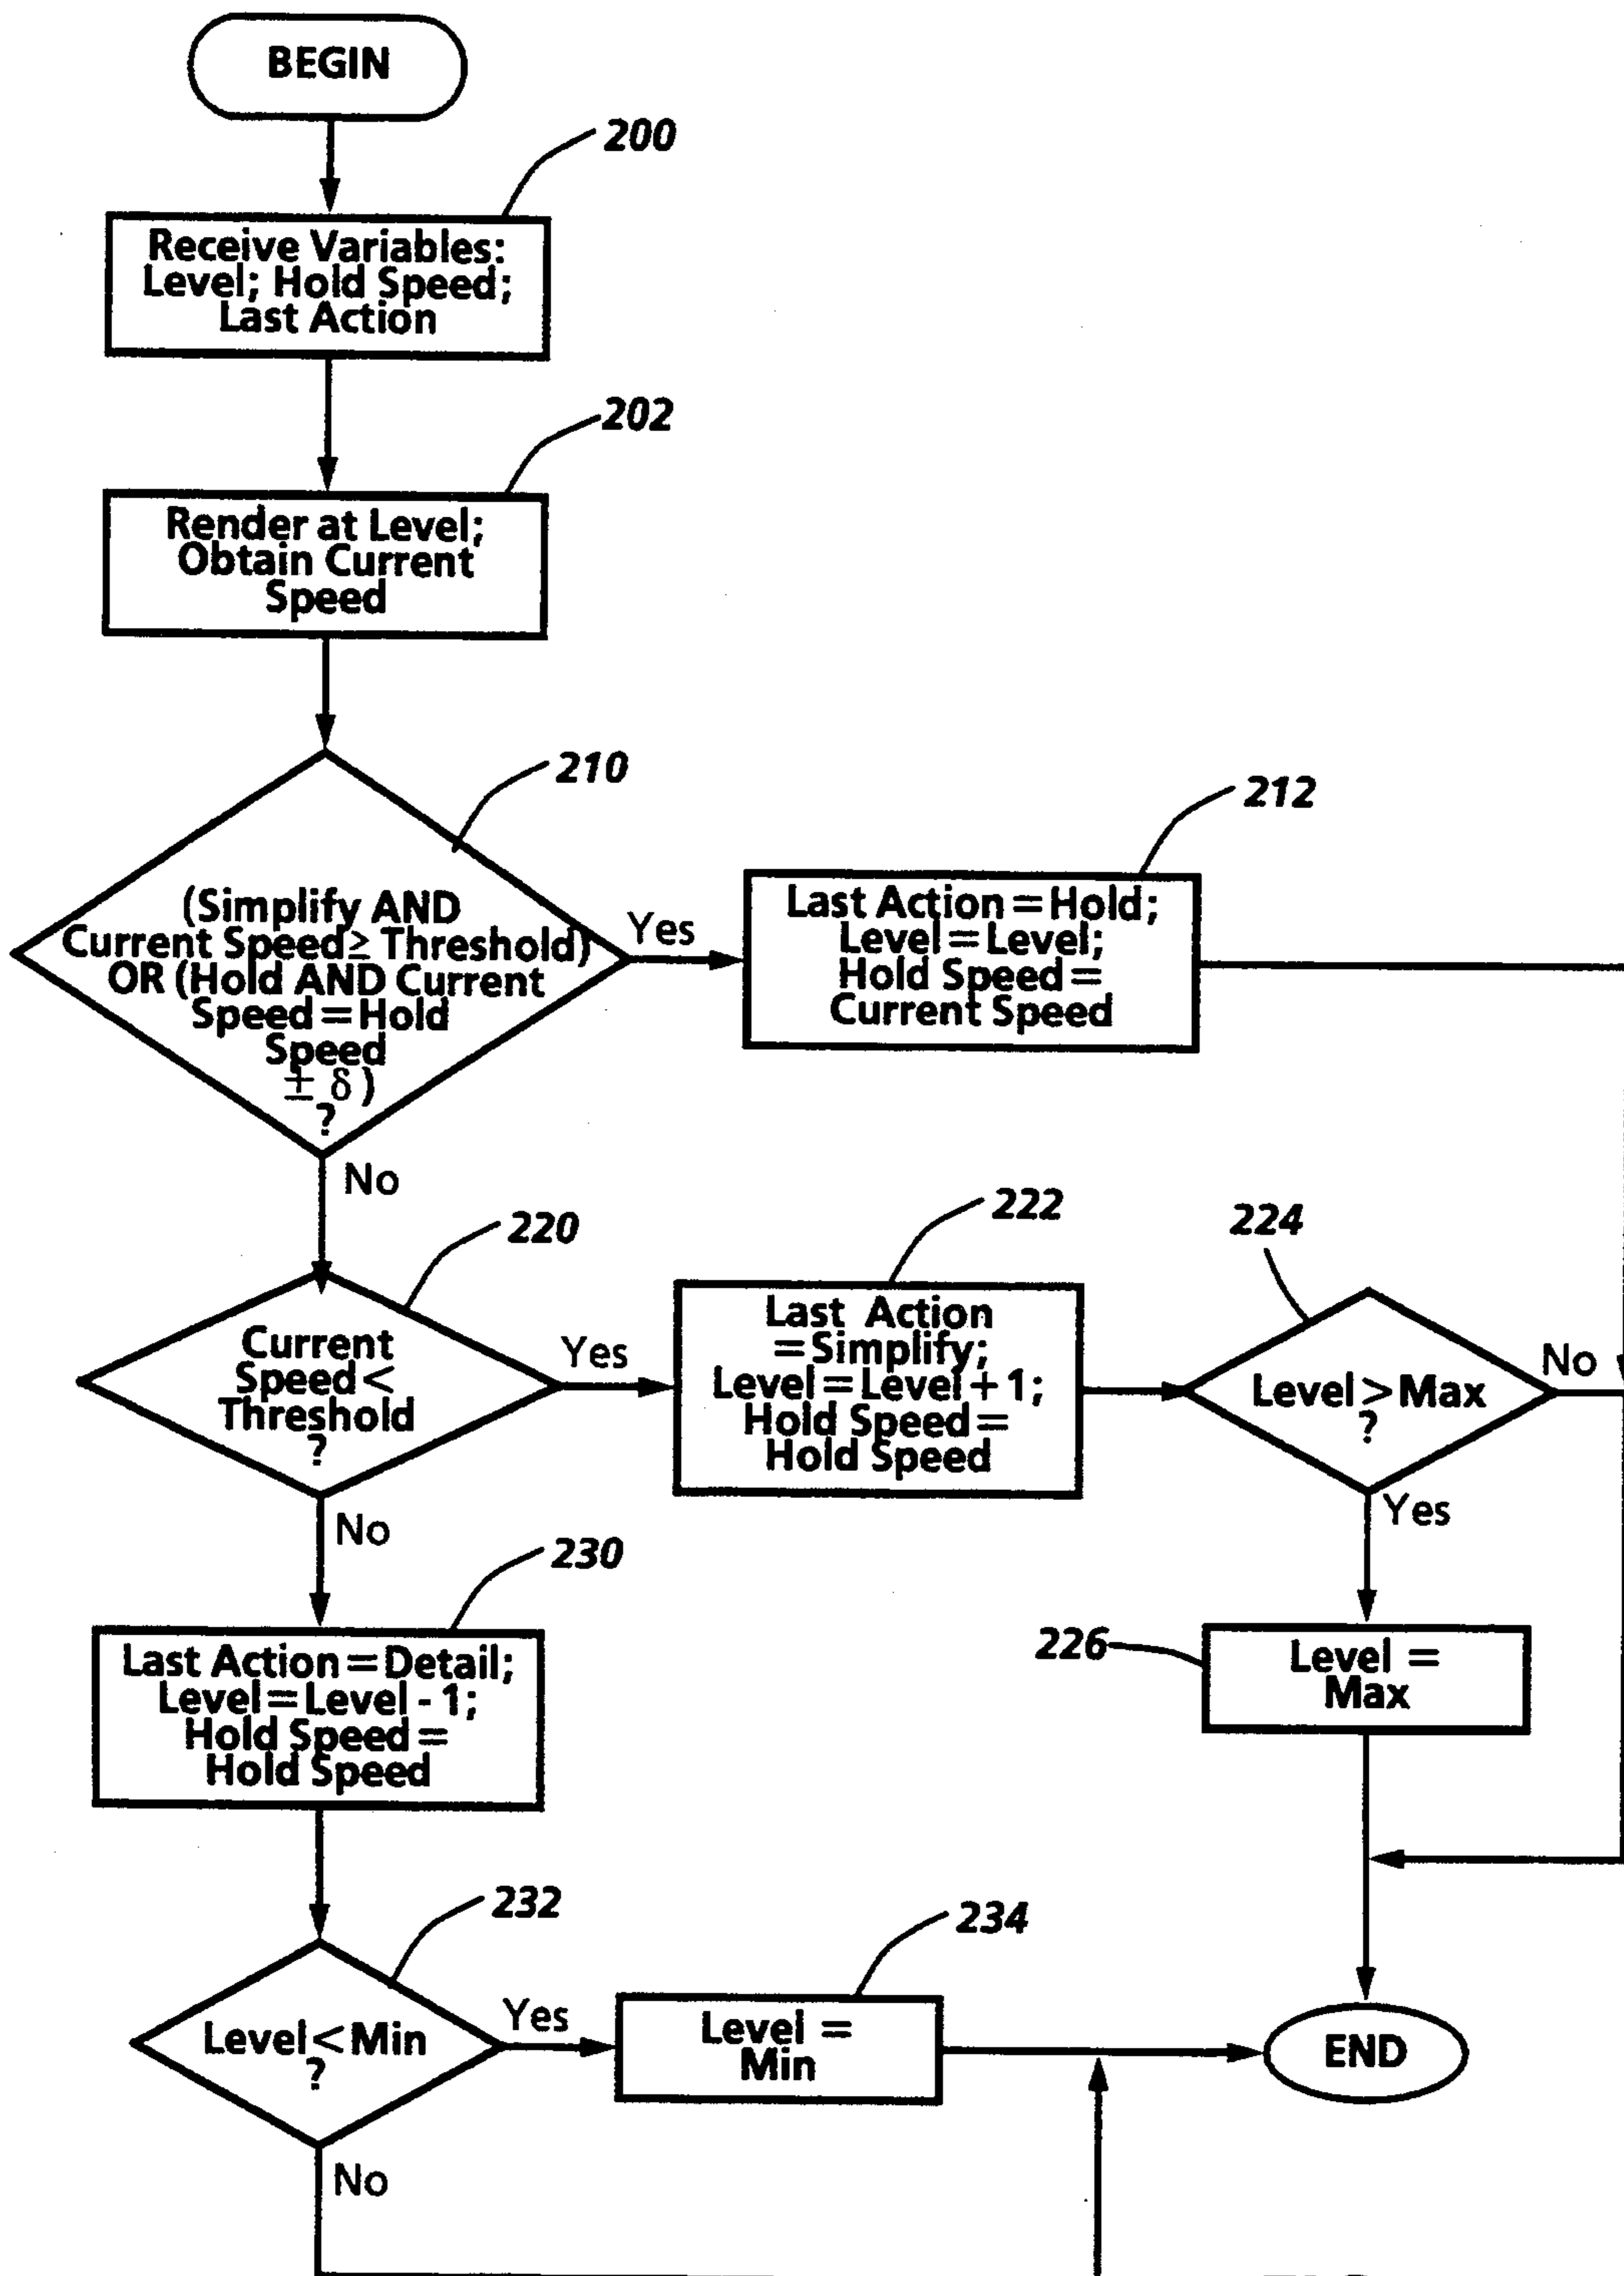 BEGIN
200
Receive Variables:
Level; Hold Speed;
Last Action
202
Render at Level;
Obtain Current
Speed
210
(Simplify AND
Current Speed≥ Threshold)
OR (Hold AND Current
Speed=Hold
Speed
± δ)
?
Yes
212
Last Action=Hold;
Level=Level;
Hold Speed=
Current Speed
No
220
Current
Speed<
Threshold
?
Yes
222
Last Action
=Simplify;
Level=Level+1;
Hold Speed=
Hold Speed
224
Level>Max
?
No
Yes
226
Level =
Max
No
230
Last Action=Detail;
Level=Level-1;
Hold Speed=
Hold Speed
232
Level<Min
?
Yes
234
Level =
Min
END
No